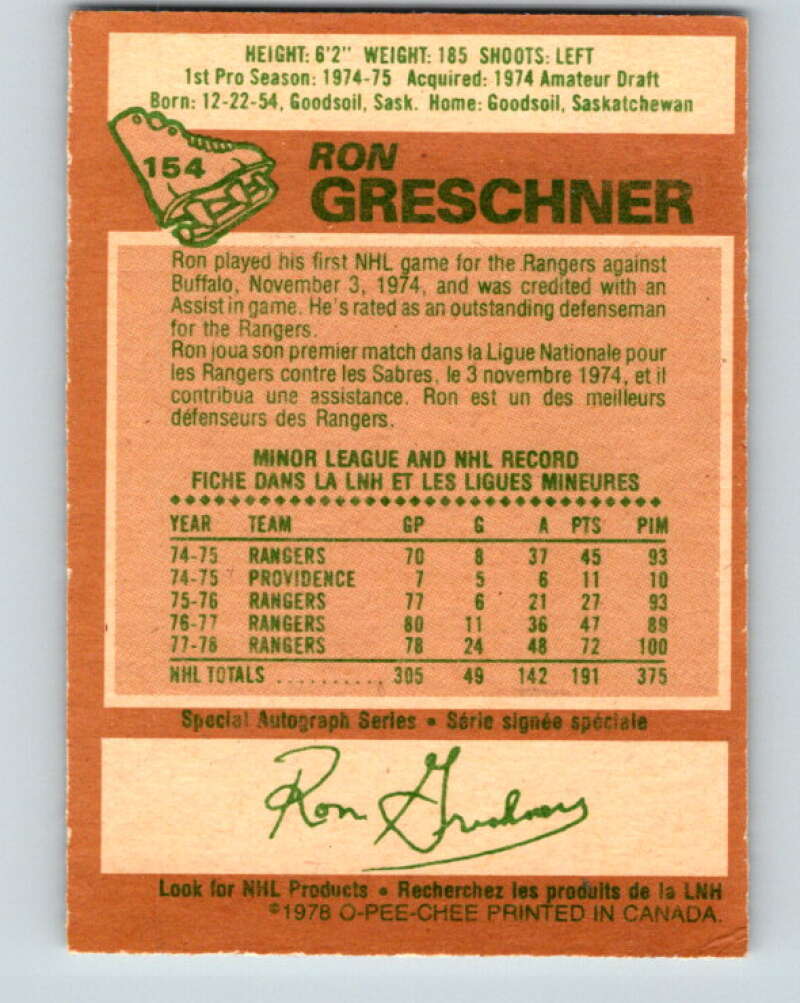 HEIGHT: 6'2" WEIGHT: 185 SHOOTS: LEFT
1st Pro Season: 1974-75 Acquired: 1974 Amateur Draft
Born: 12-22-54, Goodsoil, Sask. Home: Goodsoil, Saskatchewan
154
RON
GRESCHNER
Ron played his first NHL game for the Rangers against
Buffalo, November 3, 1974, and was credited with an
Assist in game. He's rated as an outstanding defenseman
for the Rangers.
Ron joua son premier match dans la Ligue Nationale pour
les Rangers contre les Sabres, le 3 novembre 1974, et il
contribua une assistance. Ron est un des meilleurs
défenseurs des Rangers.
MINOR LEAGUE AND NHL RECORD
FICHE DANS LA LNH ET LES LIGUES MINEURES
YEAR TEAM GP G A PTS PIM
74-75 RANGERS 70 8 37 45 93
74-75 PROVIDENCE 7 5 6 11 10
75-76 RANGERS 77 6 21 27 93
76-77 RANGERS 80 11 36 47 89
77-78 RANGERS 78 24 48 72 100
NHL TOTALS .......... 305 49 142 191 375
Special Autograph Series • Série signée spéciale
Ron Greschner
Look for NHL Products • Recherchez les produits de la LNH
©1978 O-PEE-CHEE PRINTED IN CANADA.